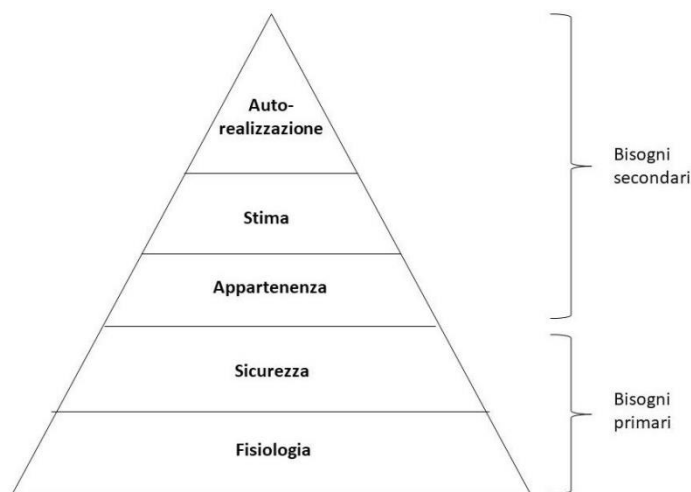 Auto-
realizzazione
Stima
Appartenenza
Sicurezza
Fisiologia
Bisogni
secondari
Bisogni
primari